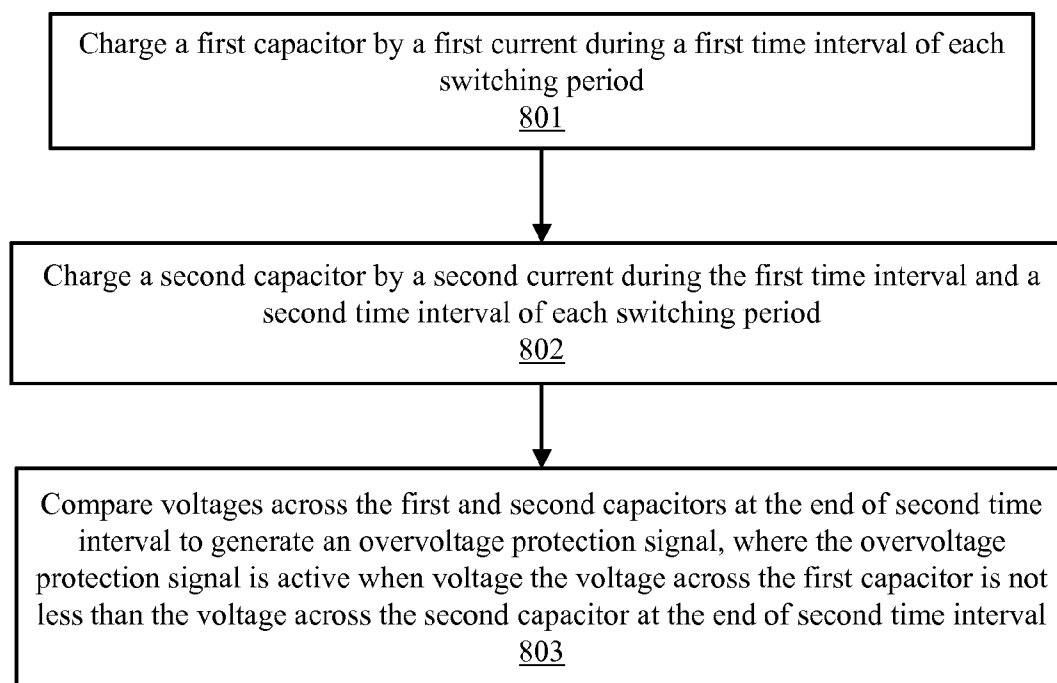 Charge a first capacitor by a first current during a first time interval of each
switching period
801
Charge a second capacitor by a second current during the first time interval and a
second time interval of each switching period
802
Compare voltages across the first and second capacitors at the end of second time
interval to generate an overvoltage protection signal, where the overvoltage
protection signal is active when voltage the voltage across the first capacitor is not
less than the voltage across the second capacitor at the end of second time interval
803